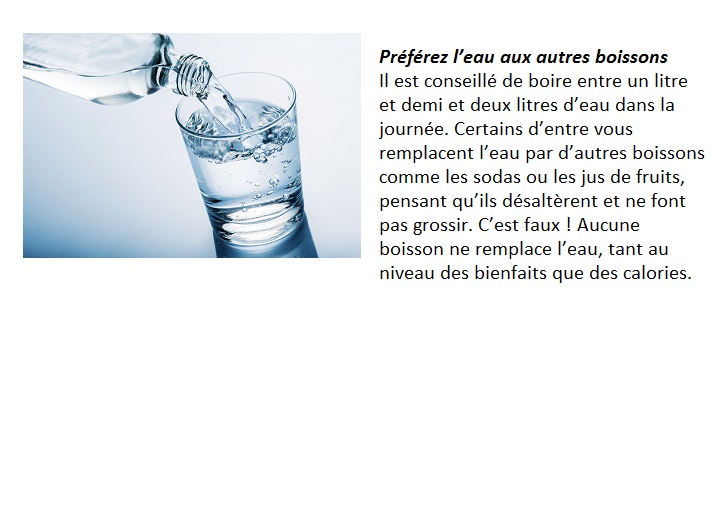 Préférez l’eau aux autres boissons
Il est conseillé de boire entre un litre
et demi et deux litres d’eau dans la
journée. Certains d’entre vous
remplacent l’eau par d’autres boissons
comme les sodas ou les jus de fruits,
pensant qu’ils désaltèrent et ne font
pas grossir. C’est faux ! Aucune
boisson ne remplace l’eau, tant au
niveau des bienfaits que des calories.